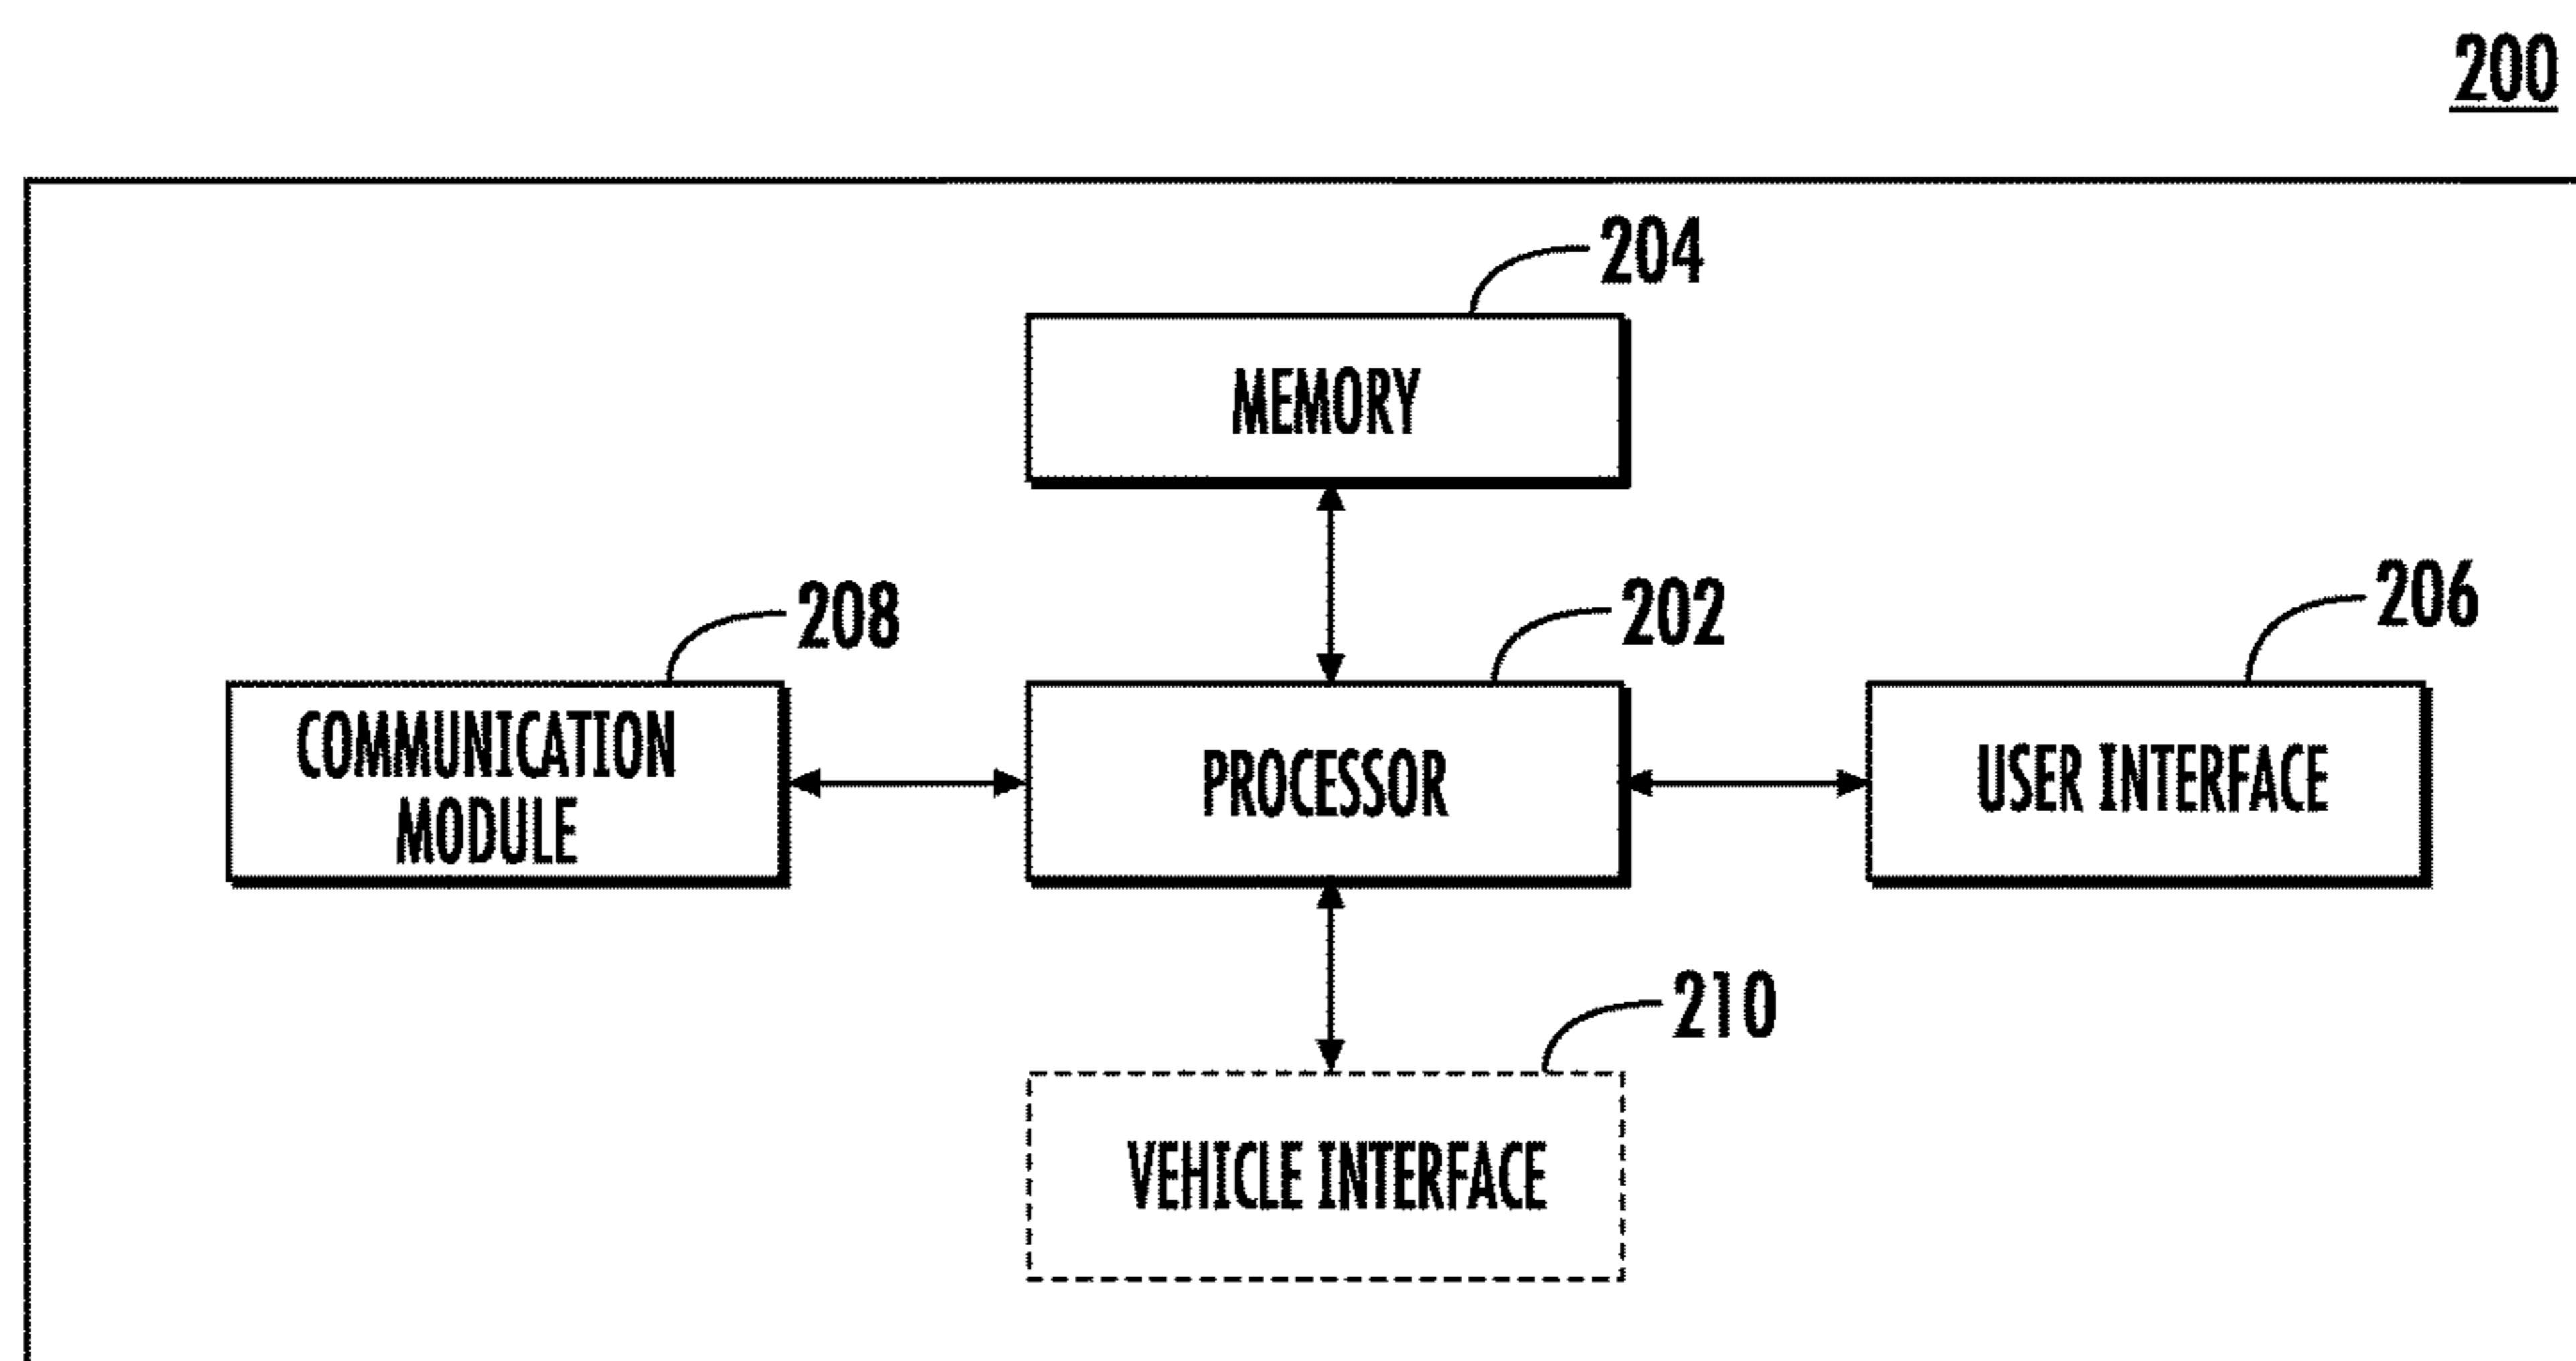 200
204
MEMORY
208
202
206
COMMUNICATION
MODULE
PROCESSOR
USER INTERFACE
210
VEHICLE INTERFACE